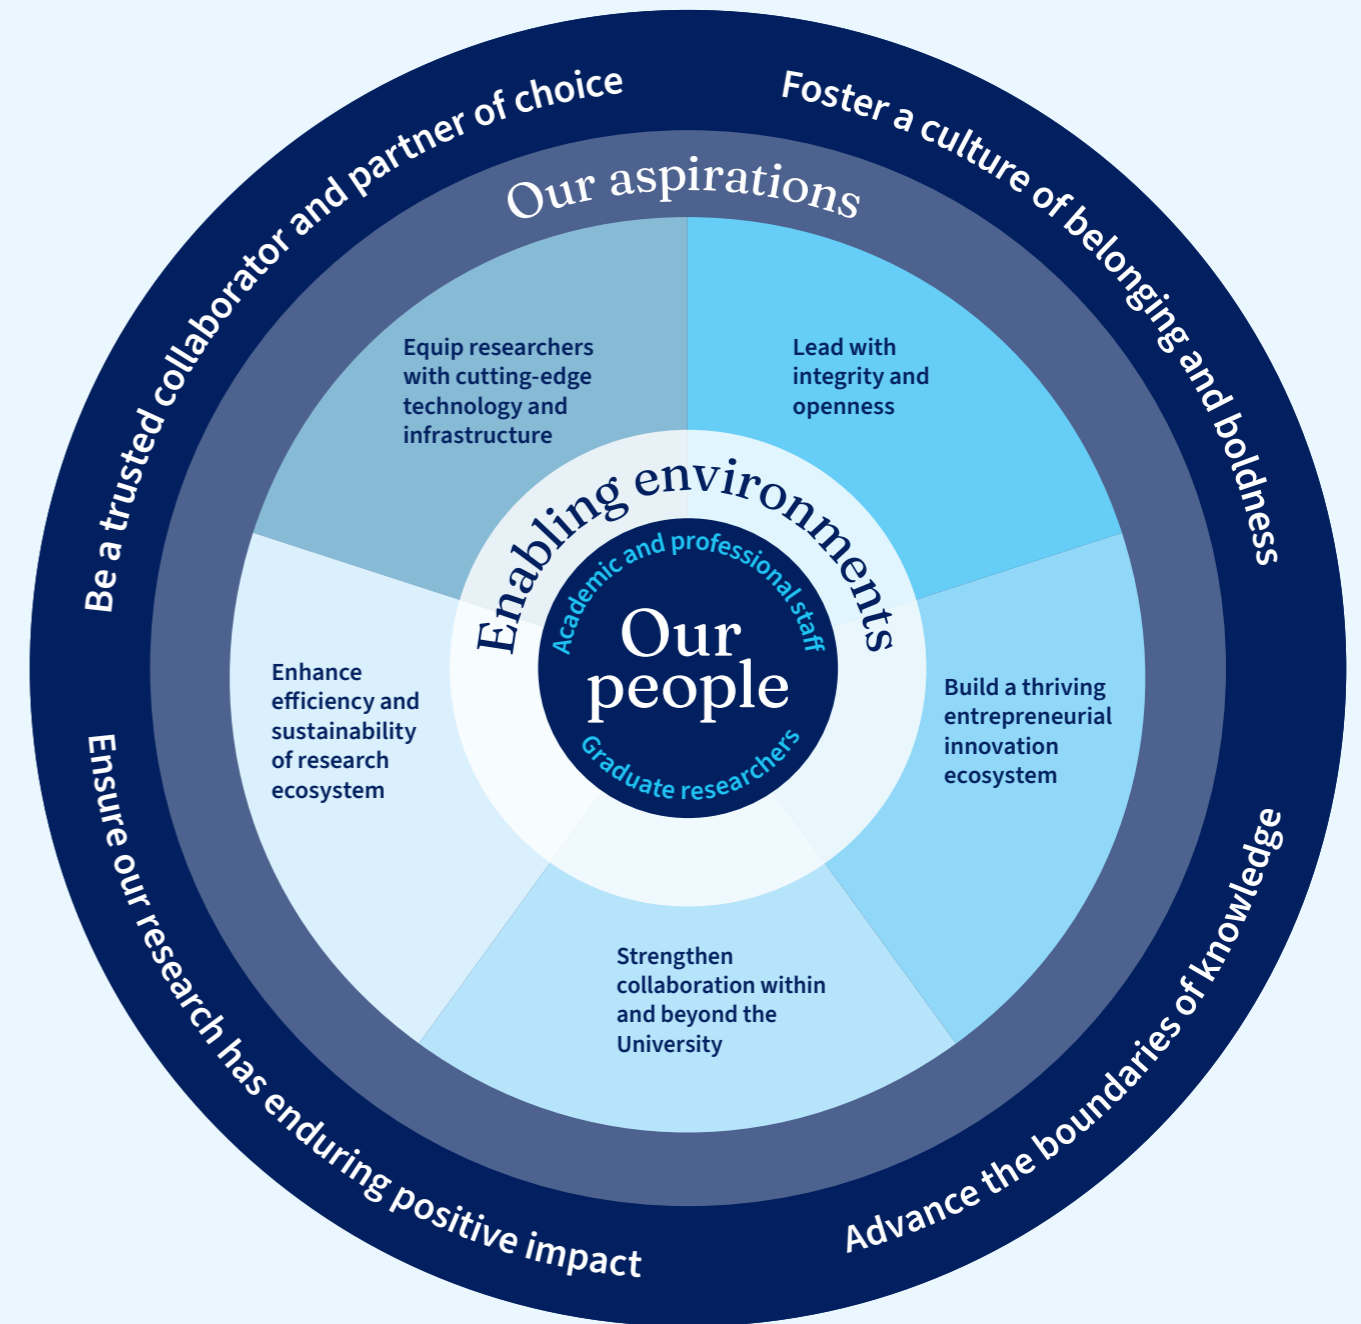 Be a trusted collaborator and partner of choice
Foster a culture of belonging and boldness
Our aspirations
Equip researchers
with cutting-edge
technology and
infrastructure
Lead with
integrity and
openness
Enabling environments
Academic and professional staff
Our
people
Graduate researchers
Enhance
efficiency and
sustainability
of research
ecosystem
Build a thriving
entrepreneurial
innovation
ecosystem
Strengthen
collaboration within
and beyond the
University
Ensure our research has enduring positive impact
Advance the boundaries of knowledge